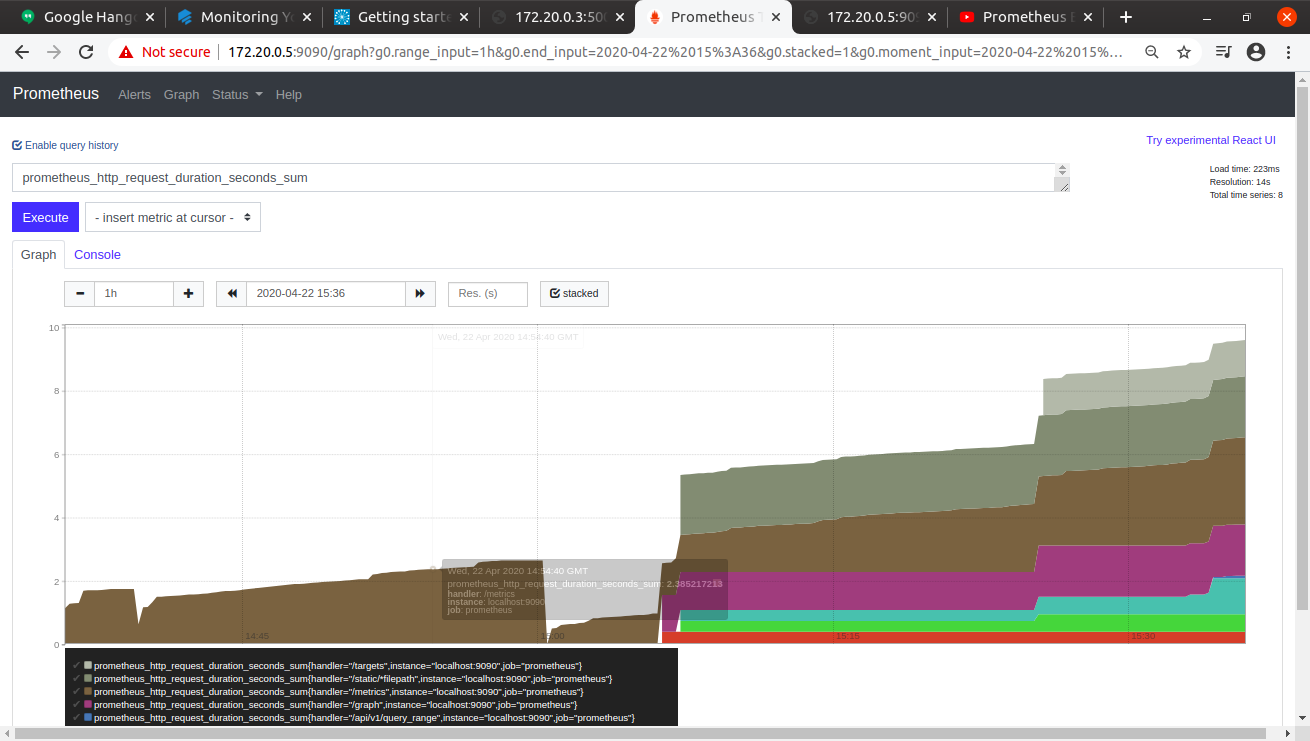 Google Hang
Monitoring Yo
Getting starte
172.20.0.3:500
Prometheus T
172.20.0.5:909
Prometheus E
Not secure
172.20.0.5:9090/graph?g0.range_input=1h&g0.end_input=2020-04-22%2015%3A36&g0.stacked=1&g0.moment_input=2020-04-22%2015%...
Prometheus
Alerts
Graph
Status
Help
Enable query history
Try experimental React UI
prometheus_http_request_duration_seconds_sum
Load time: 223ms
Resolution: 14s
Total time series: 8
Execute
- insert metric at cursor -
Graph
Console
1h
2020-04-22 15:36
Res. (s)
stacked
10
Wed, 22 Apr 2020 14:54:40 GMT
8
6
4
2
Wed, 22 Apr 2020 14:54:40 GMT
prometheus_http_request_duration_seconds_sum: 2.385217213
handler: /metrics
instance: localhost:9090
job: prometheus
0
14:45
15:00
15:15
15:30
prometheus_http_request_duration_seconds_sum{handler="/targets",instance="localhost:9090",job="prometheus"}
prometheus_http_request_duration_seconds_sum{handler="/static/*filepath",instance="localhost:9090",job="prometheus"}
prometheus_http_request_duration_seconds_sum{handler="/metrics",instance="localhost:9090",job="prometheus"}
prometheus_http_request_duration_seconds_sum{handler="/graph",instance="localhost:9090",job="prometheus"}
prometheus_http_request_duration_seconds_sum{handler="/api/v1/query_range",instance="localhost:9090",job="prometheus"}